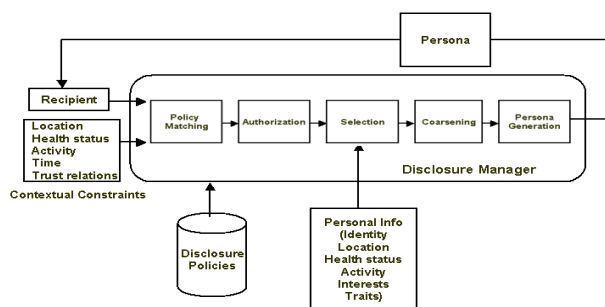 Persona
Recipient
Location
Health status
Activity
Time
Trust relations
Contextual Constraints
Policy
Matching
Authorization
Selection
Coarsening
Persona
Generation
Disclosure Manager
Disclosure
Policies
Personal Info
(Identity
Location
Health status
Activity
Interests
Traits)